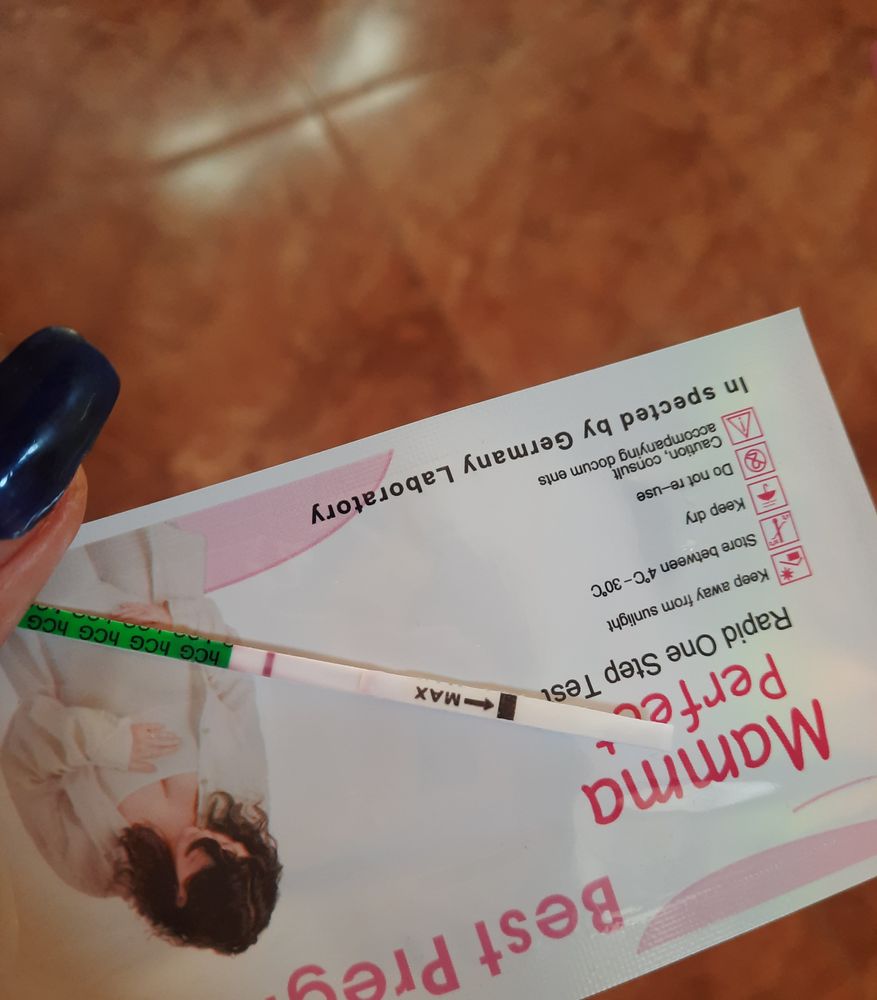 Best Preg
Mamma
Perfect
Rapid One Step Test
Keep away from sunlight
Store between 4°C-30°C
Keep dry
Do not re-use
Caution, consult
accompanying docum ents
In spected by Germany Laboratory
hCG hCG hCG hCG
MAX